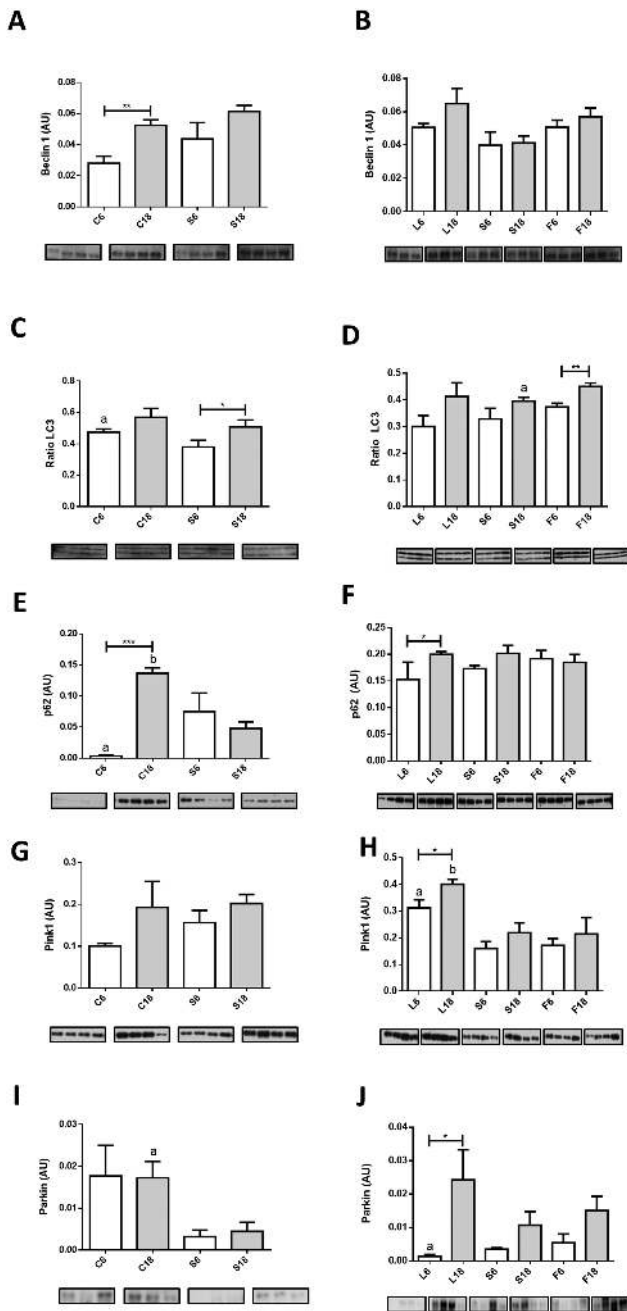 A
Beclin 1 (AU)
0.08
0.06
0.04
0.02
0.00
**
C6
C18
S6
S18
B
Beclin 1 (AU)
0.08
0.06
0.04
0.02
0.00
L6
L18
S6
S18
F6
F18
C
Ratio LC3
0.8
0.6
0.4
0.2
0.0
a
*
C6
C18
S6
S18
D
Ratio LC3
0.5
0.4
0.3
0.2
0.1
0.0
a
**
L6
L18
S6
S18
F6
F18
E
p62 (AU)
0.20
0.15
0.10
0.05
0.00
***
a
b
C6
C18
S6
S18
F
p62 (AU)
0.25
0.20
0.15
0.10
0.05
0.00
*
L6
L18
S6
S18
F6
F18
G
Pink1 (AU)
0.3
0.2
0.1
0.0
C6
C18
S6
S18
H
Pink1 (AU)
0.5
0.4
0.3
0.2
0.1
0.0
*
a
b
L6
L18
S6
S18
F6
F18
I
Parkin (AU)
0.03
0.02
0.01
0.00
a
C6
C18
S6
S18
J
Parkin (AU)
0.04
0.03
0.02
0.01
0.00
*
a
L6
L18
S6
S18
F6
F18